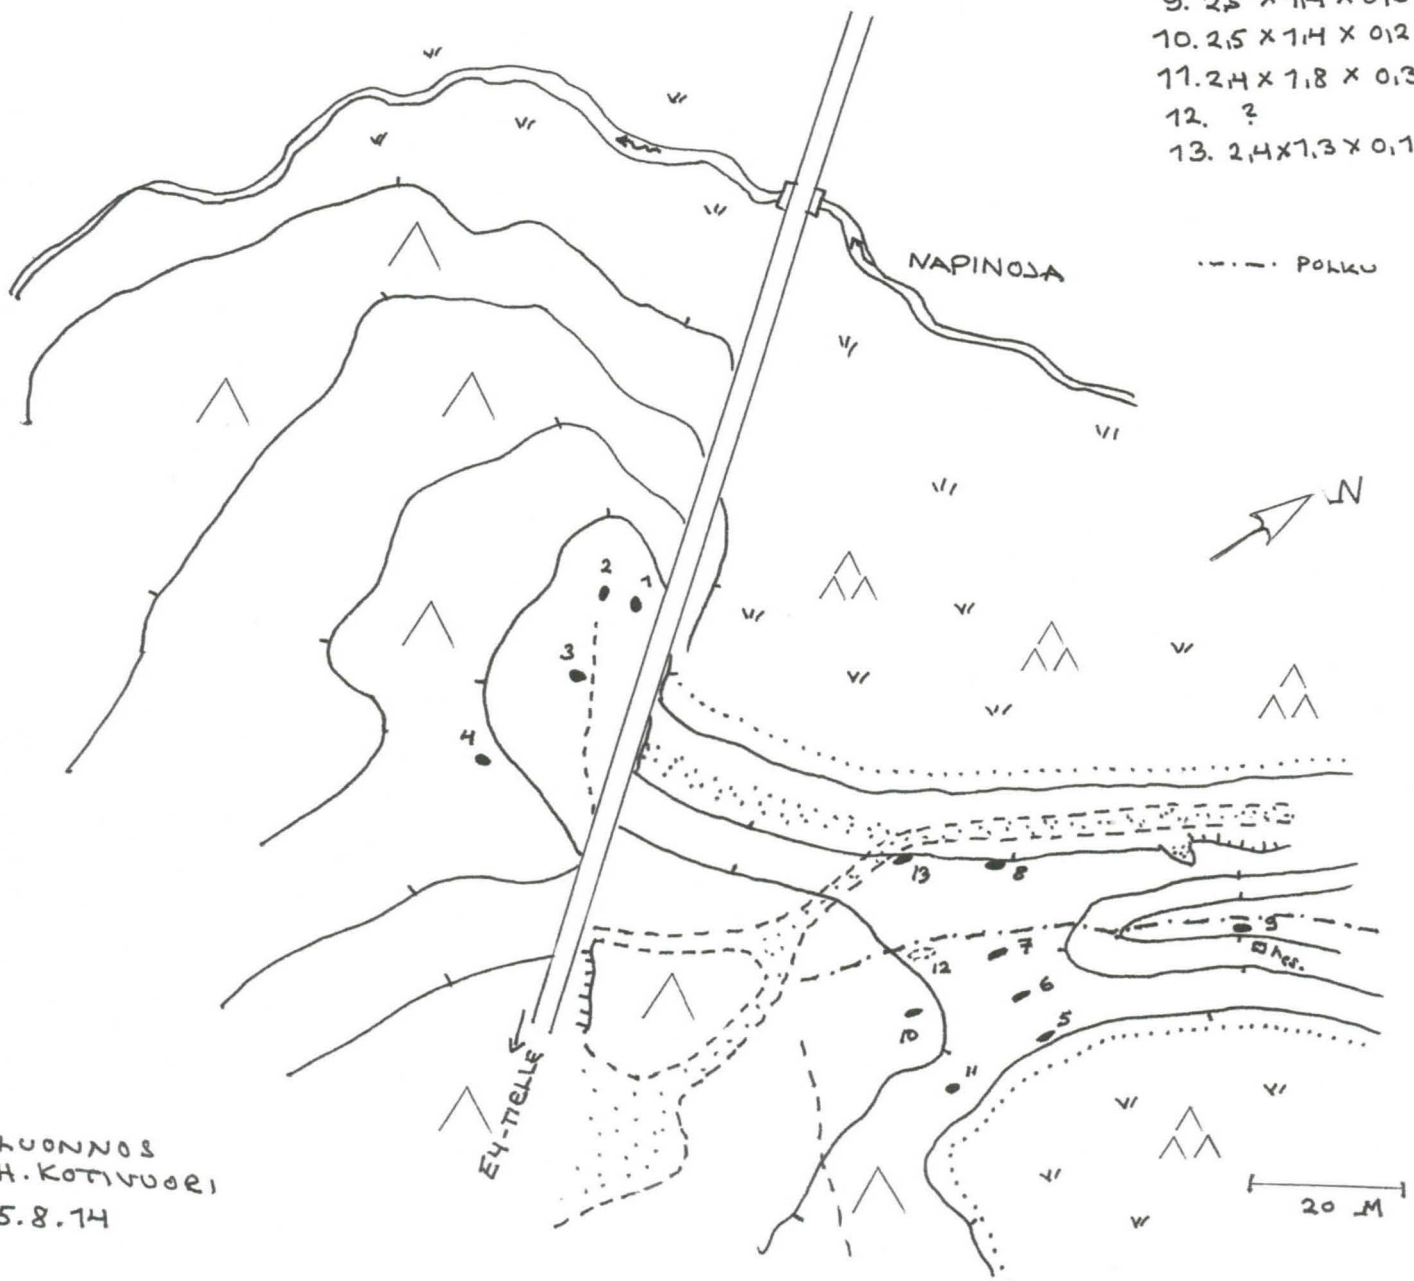 10. 2,5 × 1,4 × 0,2
11. 2,4 × 1,8 × 0,3
12. ?
13. 2,4 × 1,3 × 0,1
NAPINOJA
POLKU
N
2
1
3
4
13
8
9
7
12
6
10
5
11
E4-TIELLE
LUONNOS
H. KOTIVUORI
5.8.14
20 M